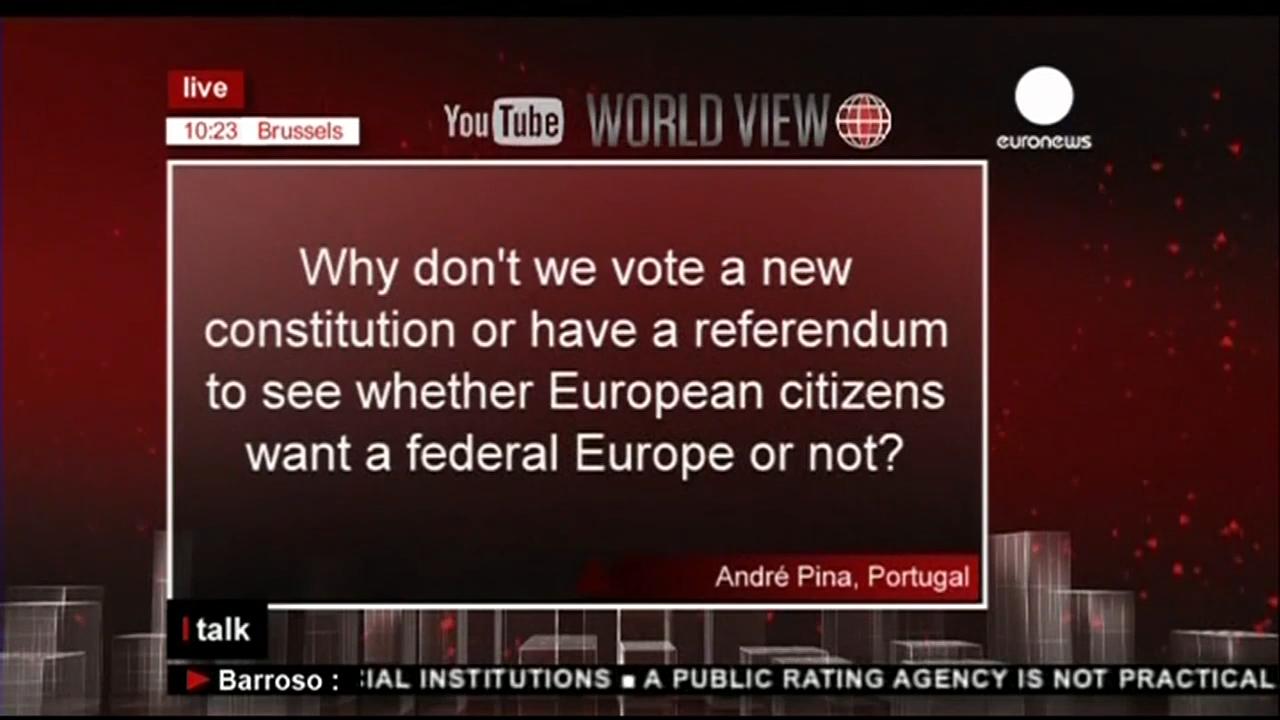 live
10:23 Brussels
YouTube WORLD VIEW
euronews
Why don't we vote a new
constitution or have a referendum
to see whether European citizens
want a federal Europe or not?
André Pina, Portugal
I talk
Barroso : IAL INSTITUTIONS ■ A PUBLIC RATING AGENCY IS NOT PRACTICAL